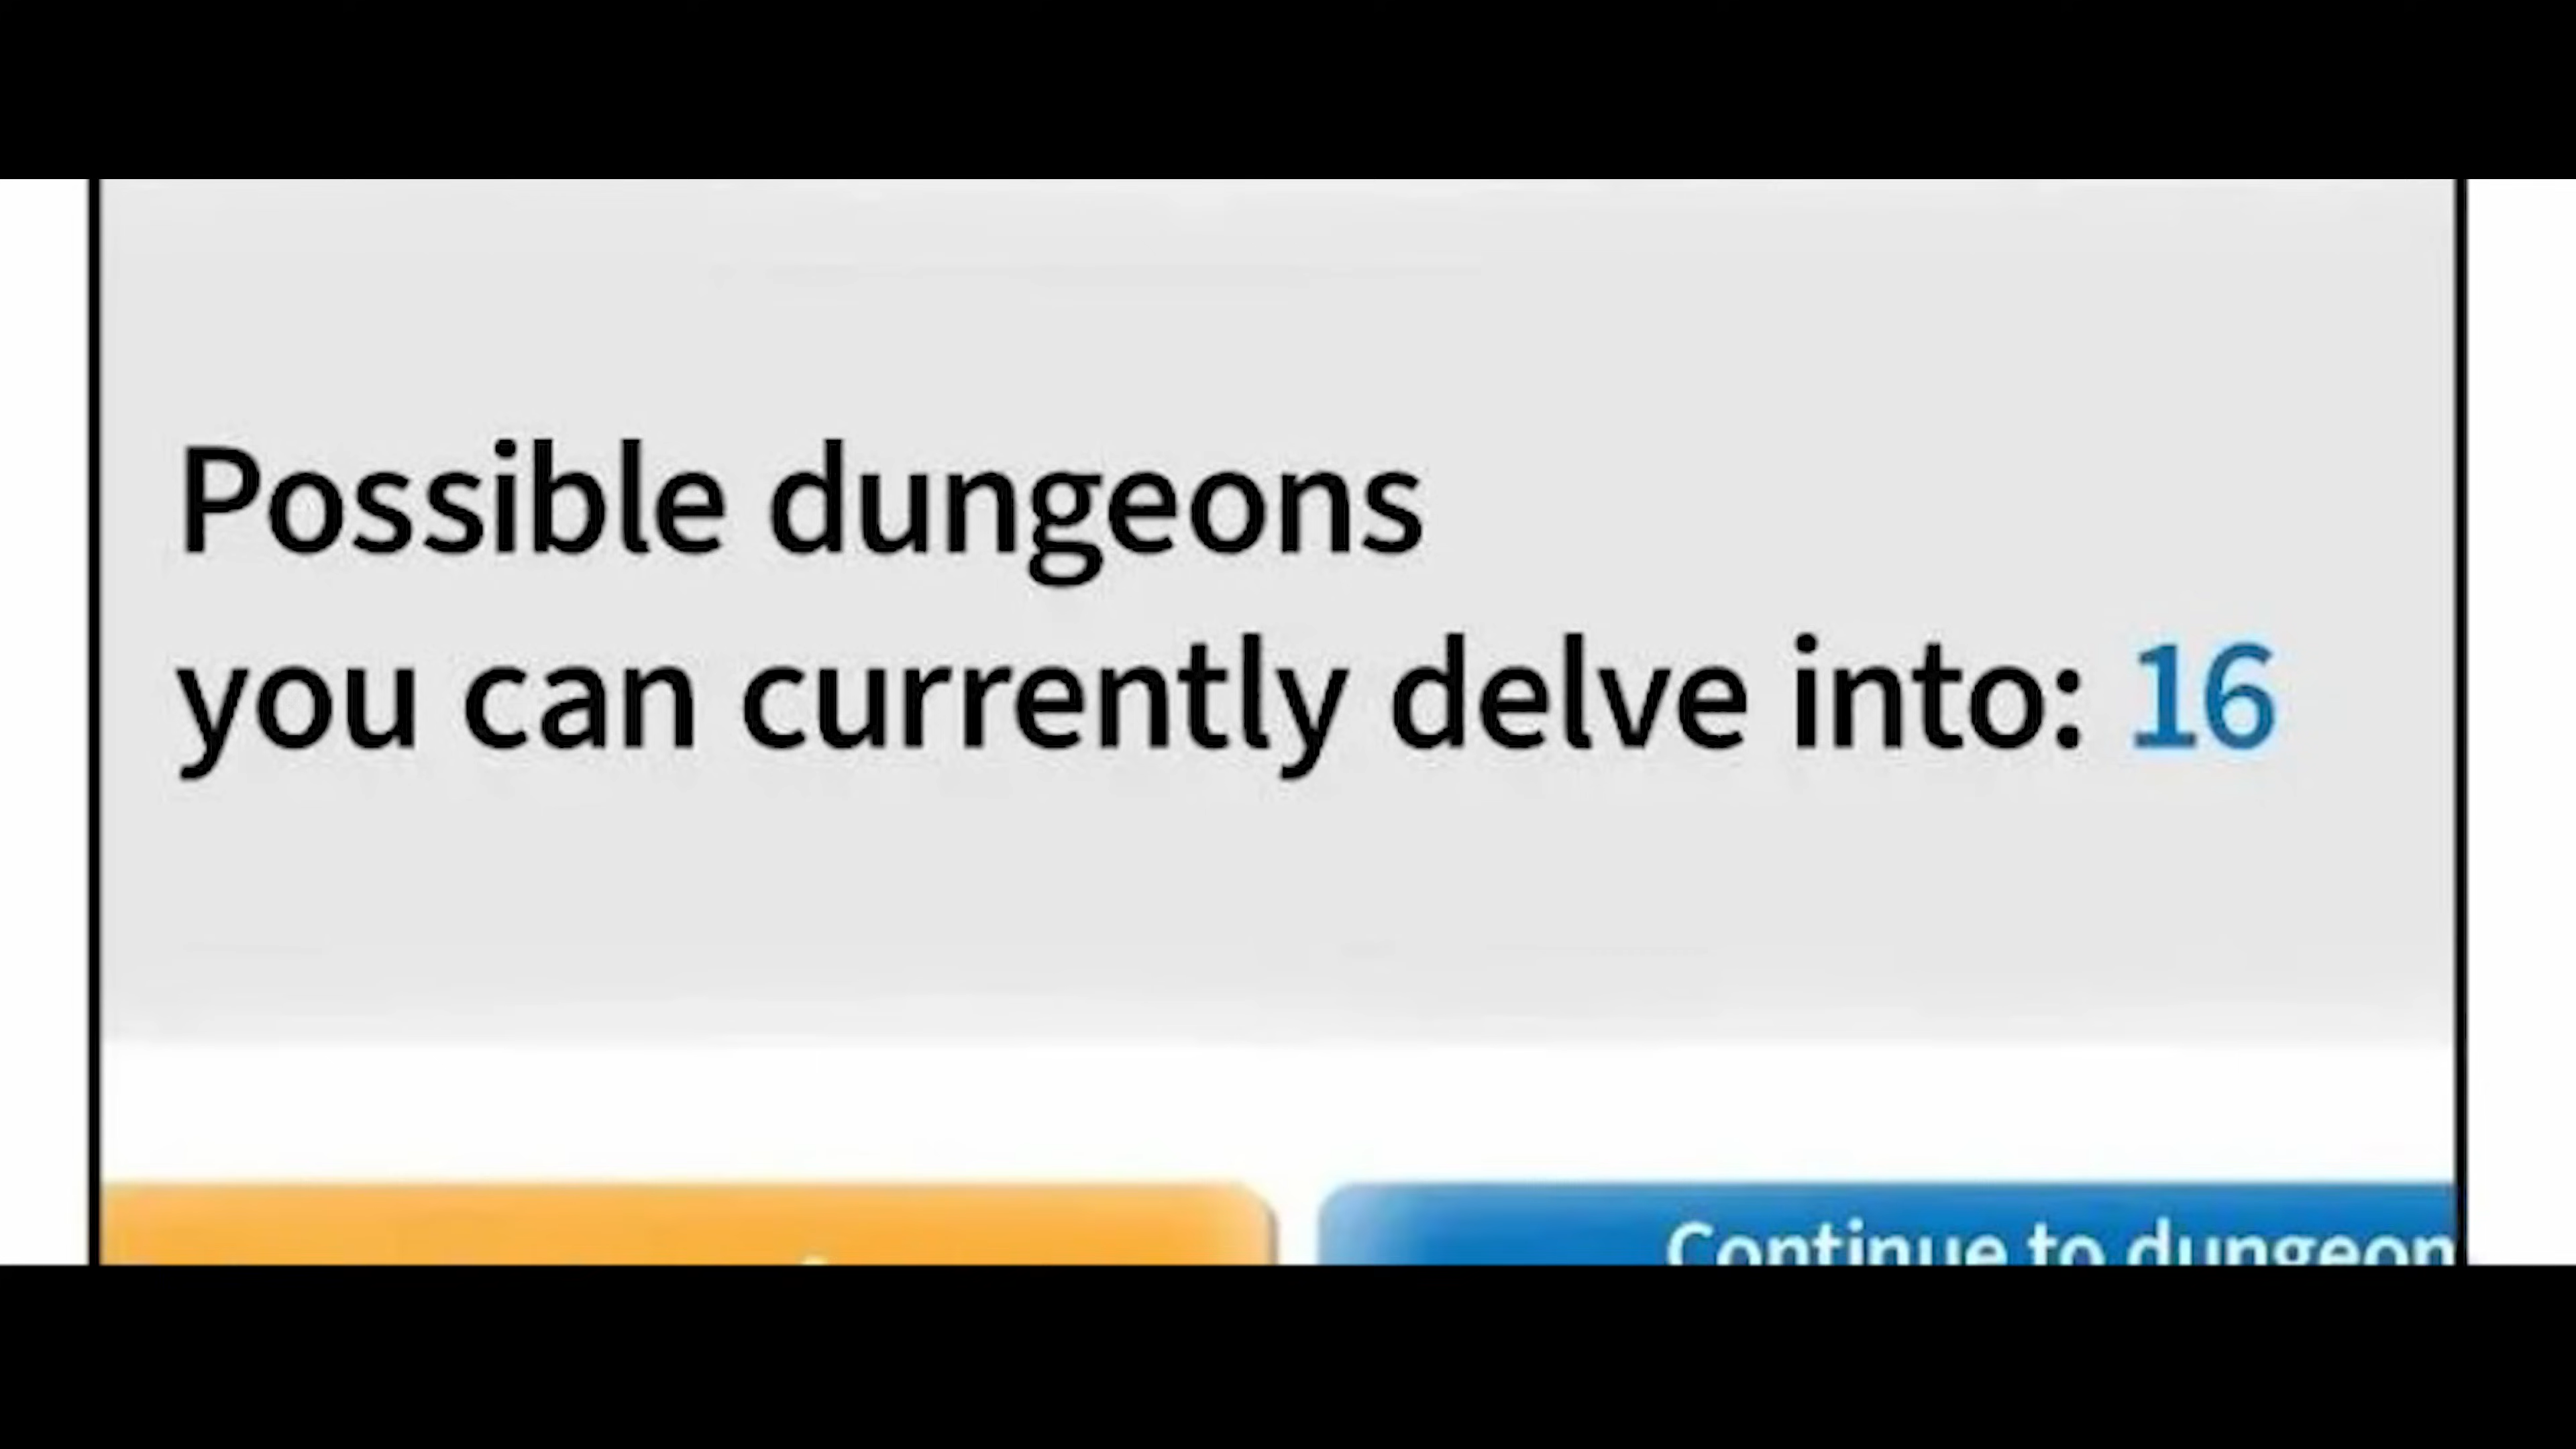 Possible dungeons
you can currently delve into: 16
Continue to dungeon